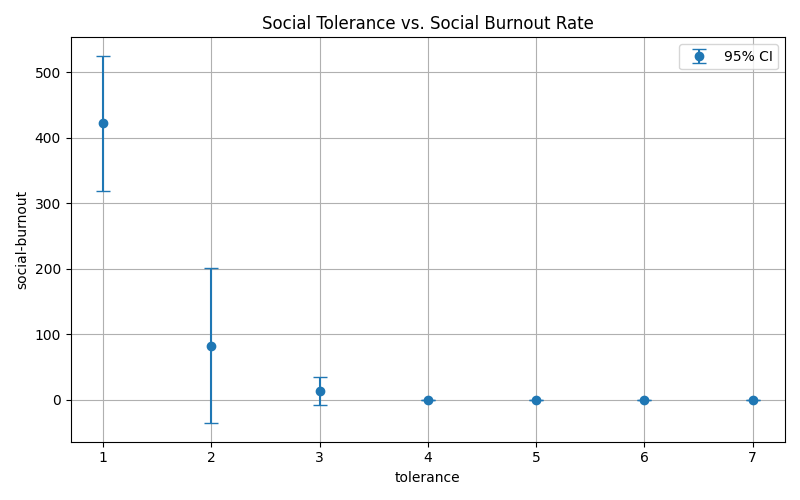 Social Tolerance vs. Social Burnout Rate
95% CI
social-burnout
500
400
300
200
100
0
1 2 3 4 5 6 7
tolerance